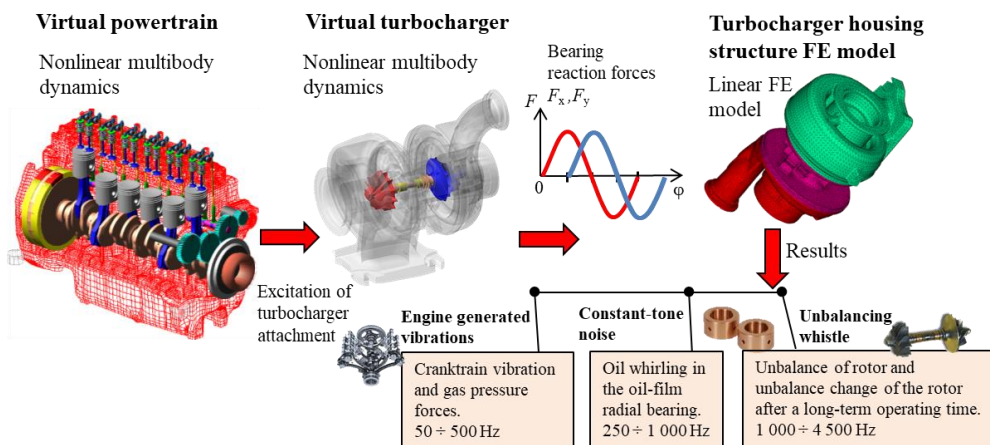 Virtual powertrain
Nonlinear multibody
dynamics
Excitation of
turbocharger
attachment
Virtual turbocharger
Nonlinear multibody
dynamics
Bearing
reaction forces
Fx ,Fy
F
0
φ
Turbocharger housing
structure FE model
Linear FE
model
Results
Engine generated
vibrations
Cranktrain vibration
and gas pressure
forces.
50 ÷ 500 Hz
Constant-tone
noise
Oil whirling in
the oil-film
radial bearing.
250 ÷ 1 000 Hz
Unbalancing
whistle
Unbalance of rotor and
unbalance change of the rotor
after a long-term operating time.
1 000 ÷ 4 500 Hz